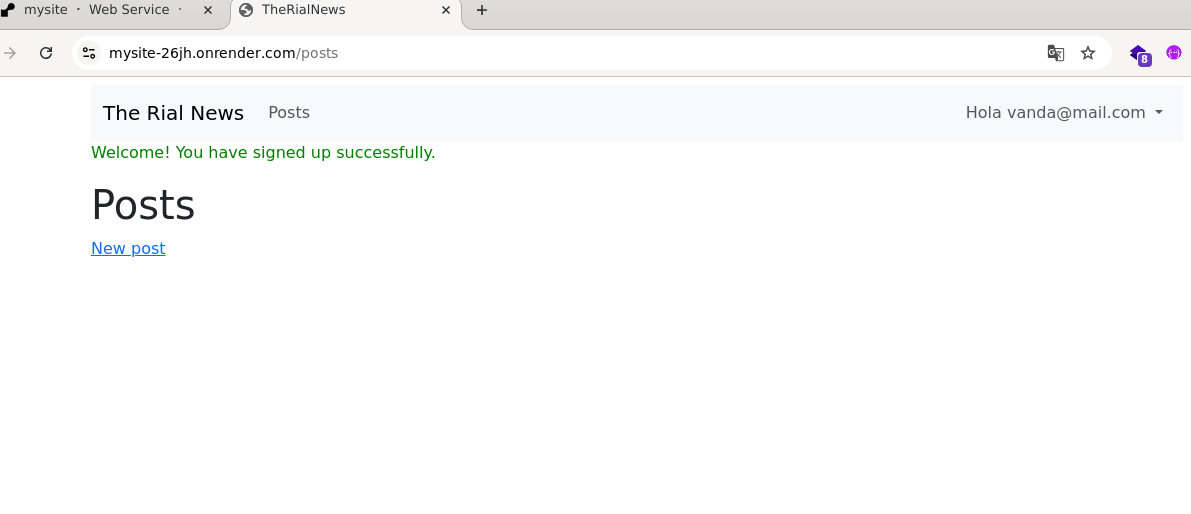 mysite · Web Service ·
TheRialNews
mysite-26jh.onrender.com/posts
8
The Rial News
Posts
Hola vanda@mail.com
Welcome! You have signed up successfully.
Posts
New post